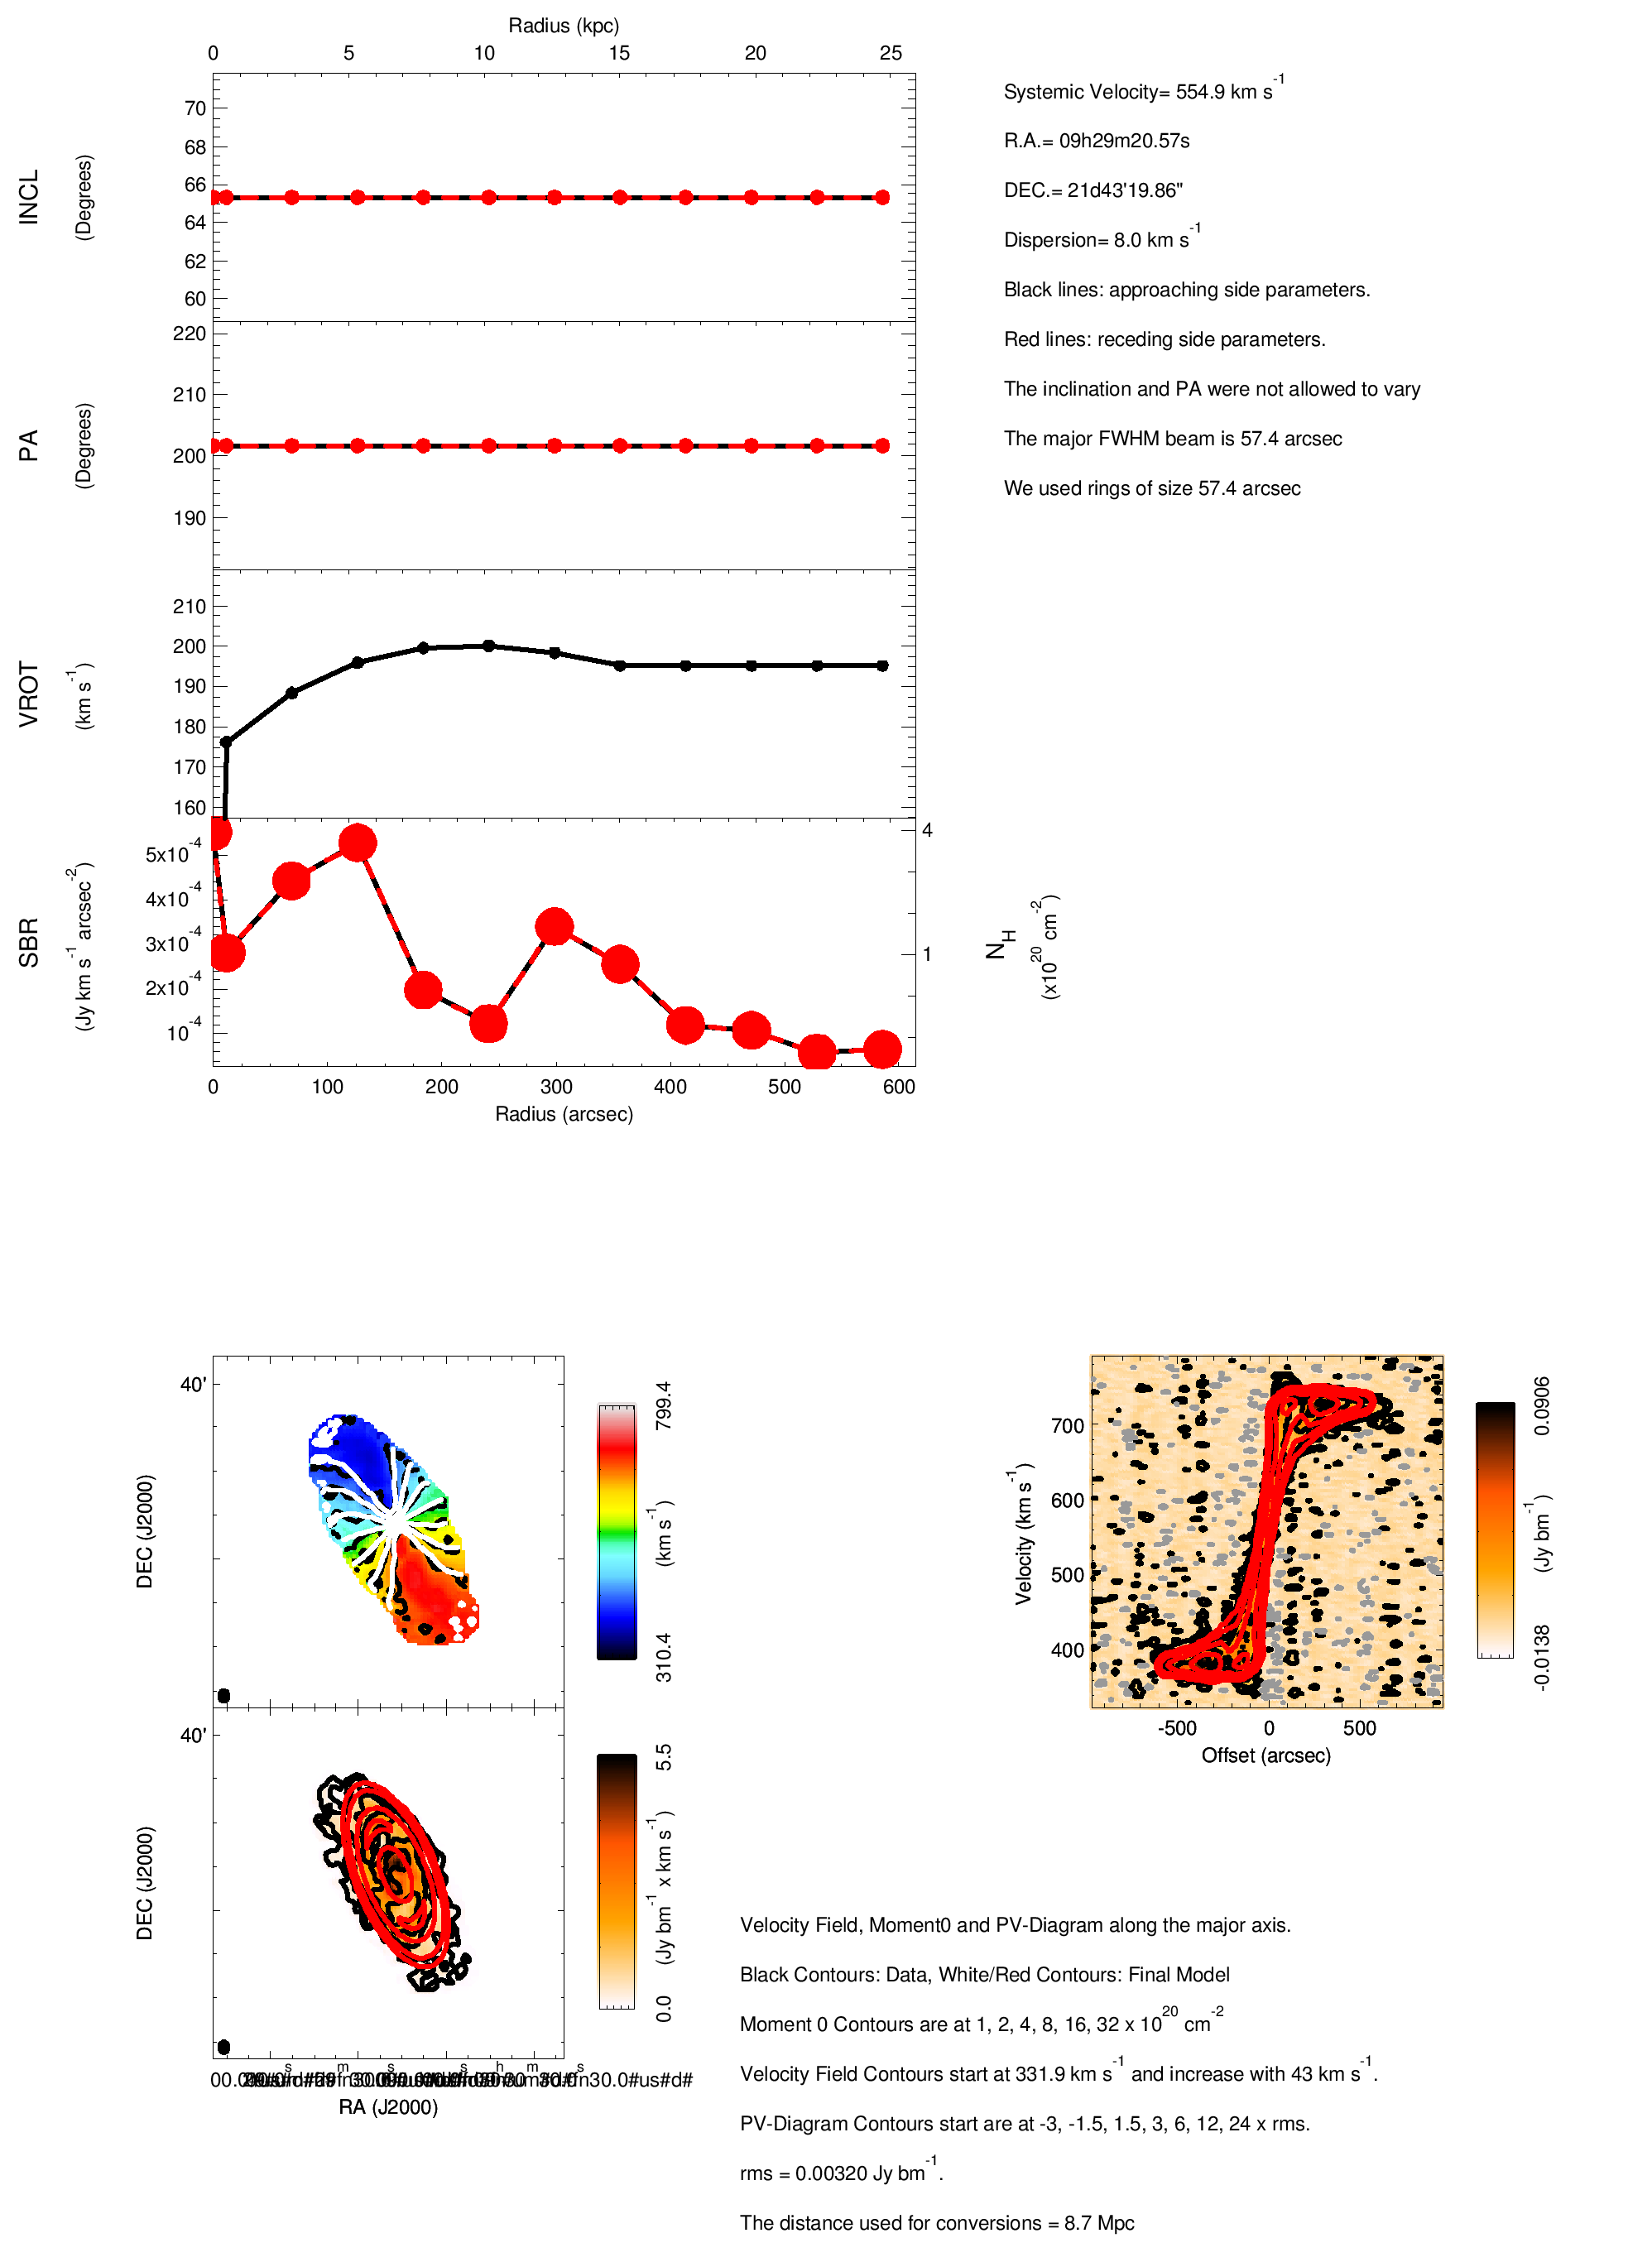 Radius (kpc)
0 5 10 15 20 25
INCL
(Degrees)
70
68
66
64
62
60
PA
(Degrees)
220
210
200
190
VROT
(km s-1)
210
200
190
180
170
160
SBR
(Jy km s-1 arcsec-2)
5x10-4
4x10-4
3x10-4
2x10-4
10-4
4
1
NH
(x1020 cm-2)
0 100 200 300 400 500 600
Radius (arcsec)
Systemic Velocity= 554.9 km s-1
R.A.= 09h29m20.57s
DEC.= 21d43'19.86"
Dispersion= 8.0 km s-1
Black lines: approaching side parameters.
Red lines: receding side parameters.
The inclination and PA were not allowed to vary
The major FWHM beam is 57.4 arcsec
We used rings of size 57.4 arcsec
40'
DEC (J2000)
799.4
(km s-1)
310.4
40'
DEC (J2000)
5.5
(Jy bm-1 x km s-1)
0.0
RA (J2000)
700
600
500
400
Velocity (km s-1)
-500 0 500
Offset (arcsec)
0.0906
(Jy bm-1)
-0.0138
Velocity Field, Moment0 and PV-Diagram along the major axis.
Black Contours: Data, White/Red Contours: Final Model
Moment 0 Contours are at 1, 2, 4, 8, 16, 32 x 1020 cm-2
Velocity Field Contours start at 331.9 km s-1 and increase with 43 km s-1.
PV-Diagram Contours start are at -3, -1.5, 1.5, 3, 6, 12, 24 x rms.
rms = 0.00320 Jy bm-1.
The distance used for conversions = 8.7 Mpc